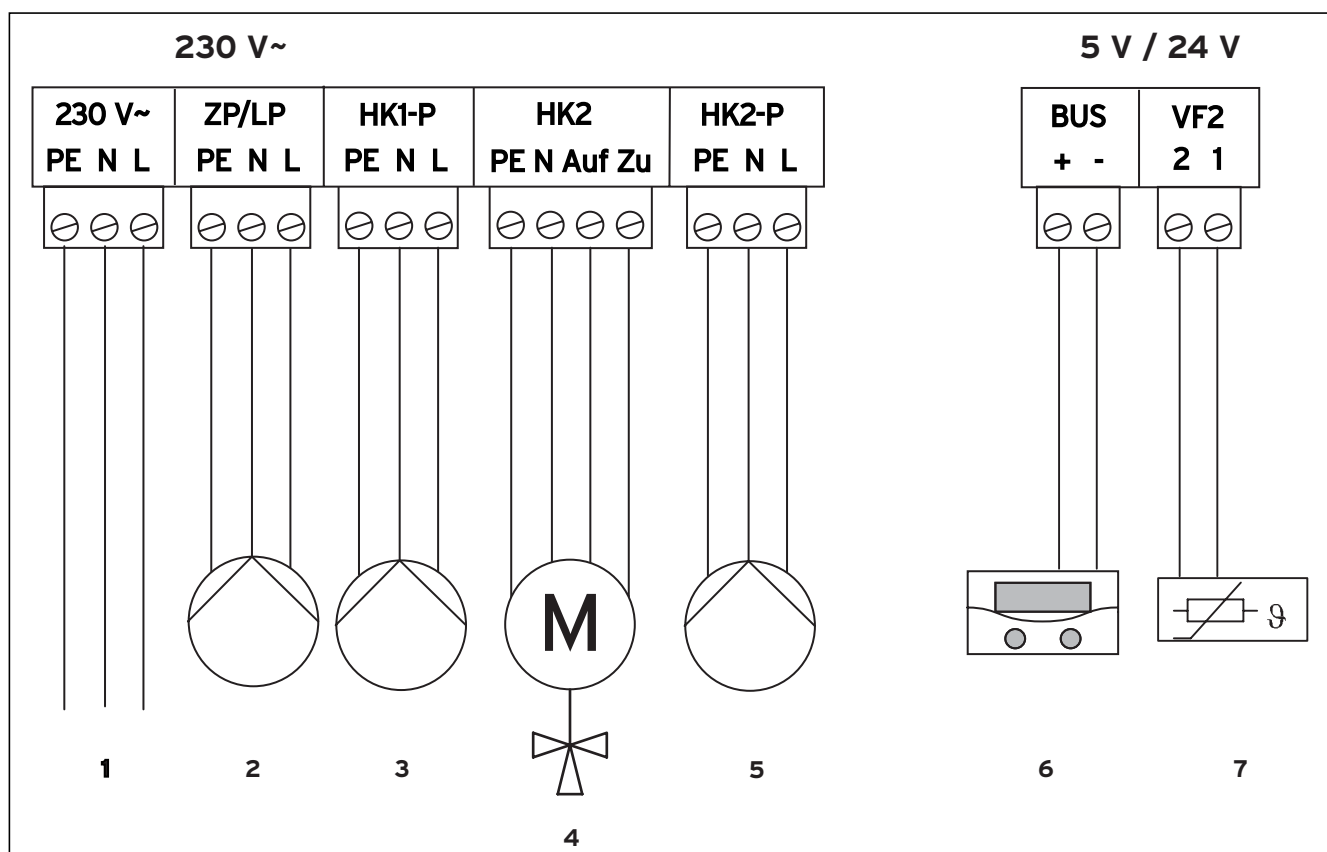 230 V~
5 V / 24 V
230 V~ ZP/LP HK1-P HK2 HK2-P
PE N L PE N L PE N L PE N Auf Zu PE N L
BUS VF2
+ - 2 1
M
ϑ
1 2 3 5 6 7
4